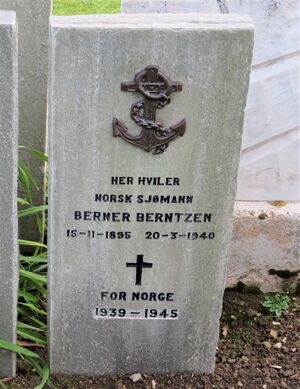 HER HVILER
NORSK SJØMANN
BERNER BERNTZEN
15-11-1895 20-3-1940
FOR NORGE
1939-1945